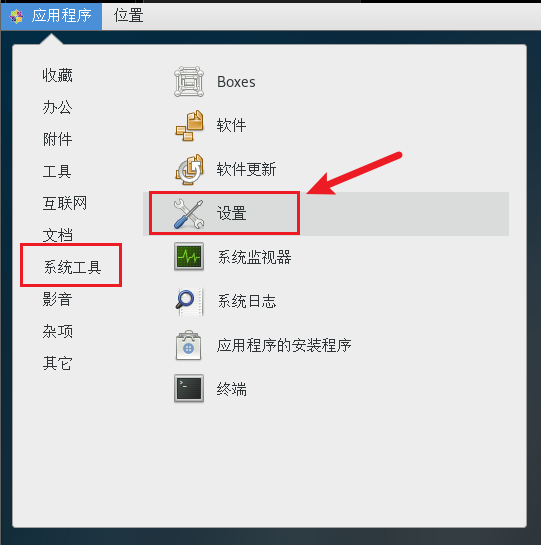 应用程序 位置
收藏
办公
附件
工具
互联网
文档
系统工具
影音
杂项
其它
Boxes
软件
软件更新
设置
系统监视器
系统日志
应用程序的安装程序
终端